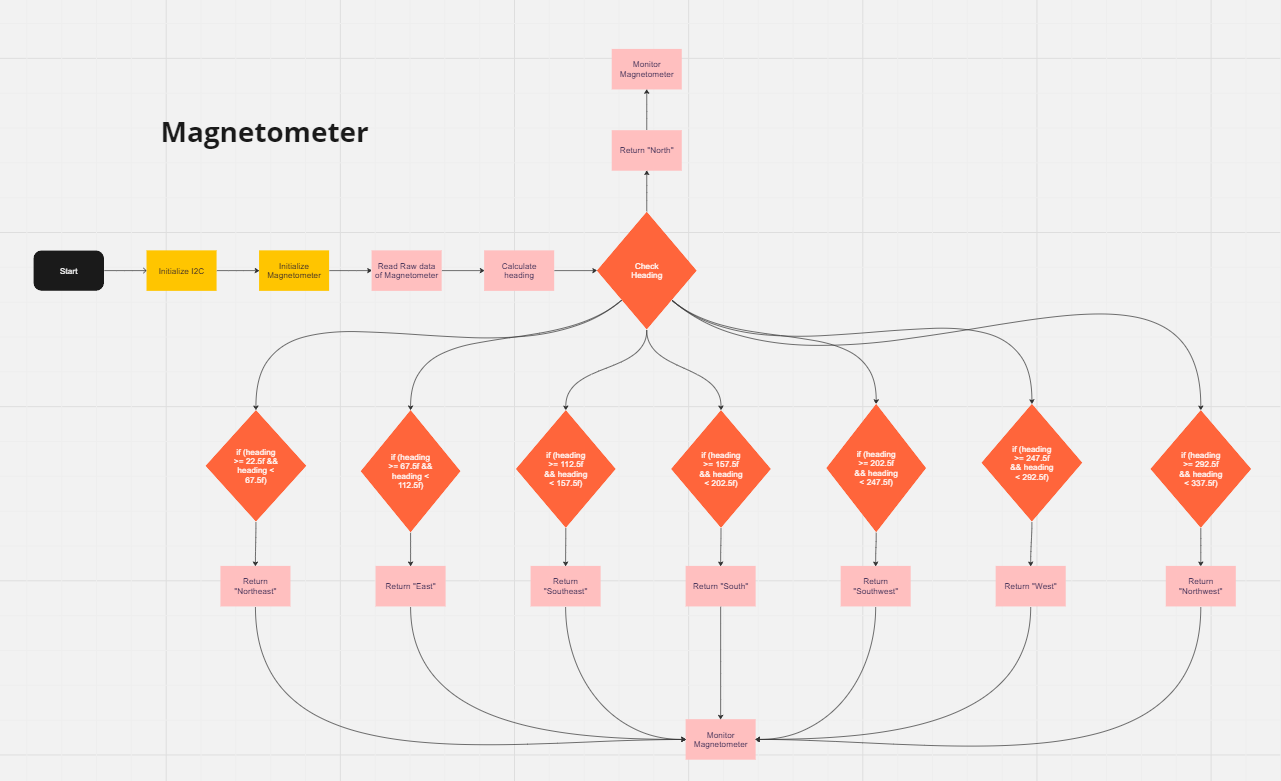 Monitor
Magnetometer
Magnetometer
Return "North"
Start
Initialize I2C
Initialize
Magnetometer
Read Raw data
of Magnetometer
Calculate
heading
Check
Heading
if (heading
>= 22.5f &&
heading <
67.5f)
if (heading
>= 67.5f &&
heading <
112.5f)
if (heading
>= 112.5f
&& heading
< 157.5f)
if (heading
>= 157.5f
&& heading
< 202.5f)
if (heading
>= 202.5f
&& heading
< 247.5f)
if (heading
>= 247.5f
&& heading
< 292.5f)
if (heading
>= 292.5f
&& heading
< 337.5f)
Return
"Northeast"
Return "East"
Return
"Southeast"
Return "South"
Return
"Southwest"
Return "West"
Return
"Northwest"
Monitor
Magnetometer